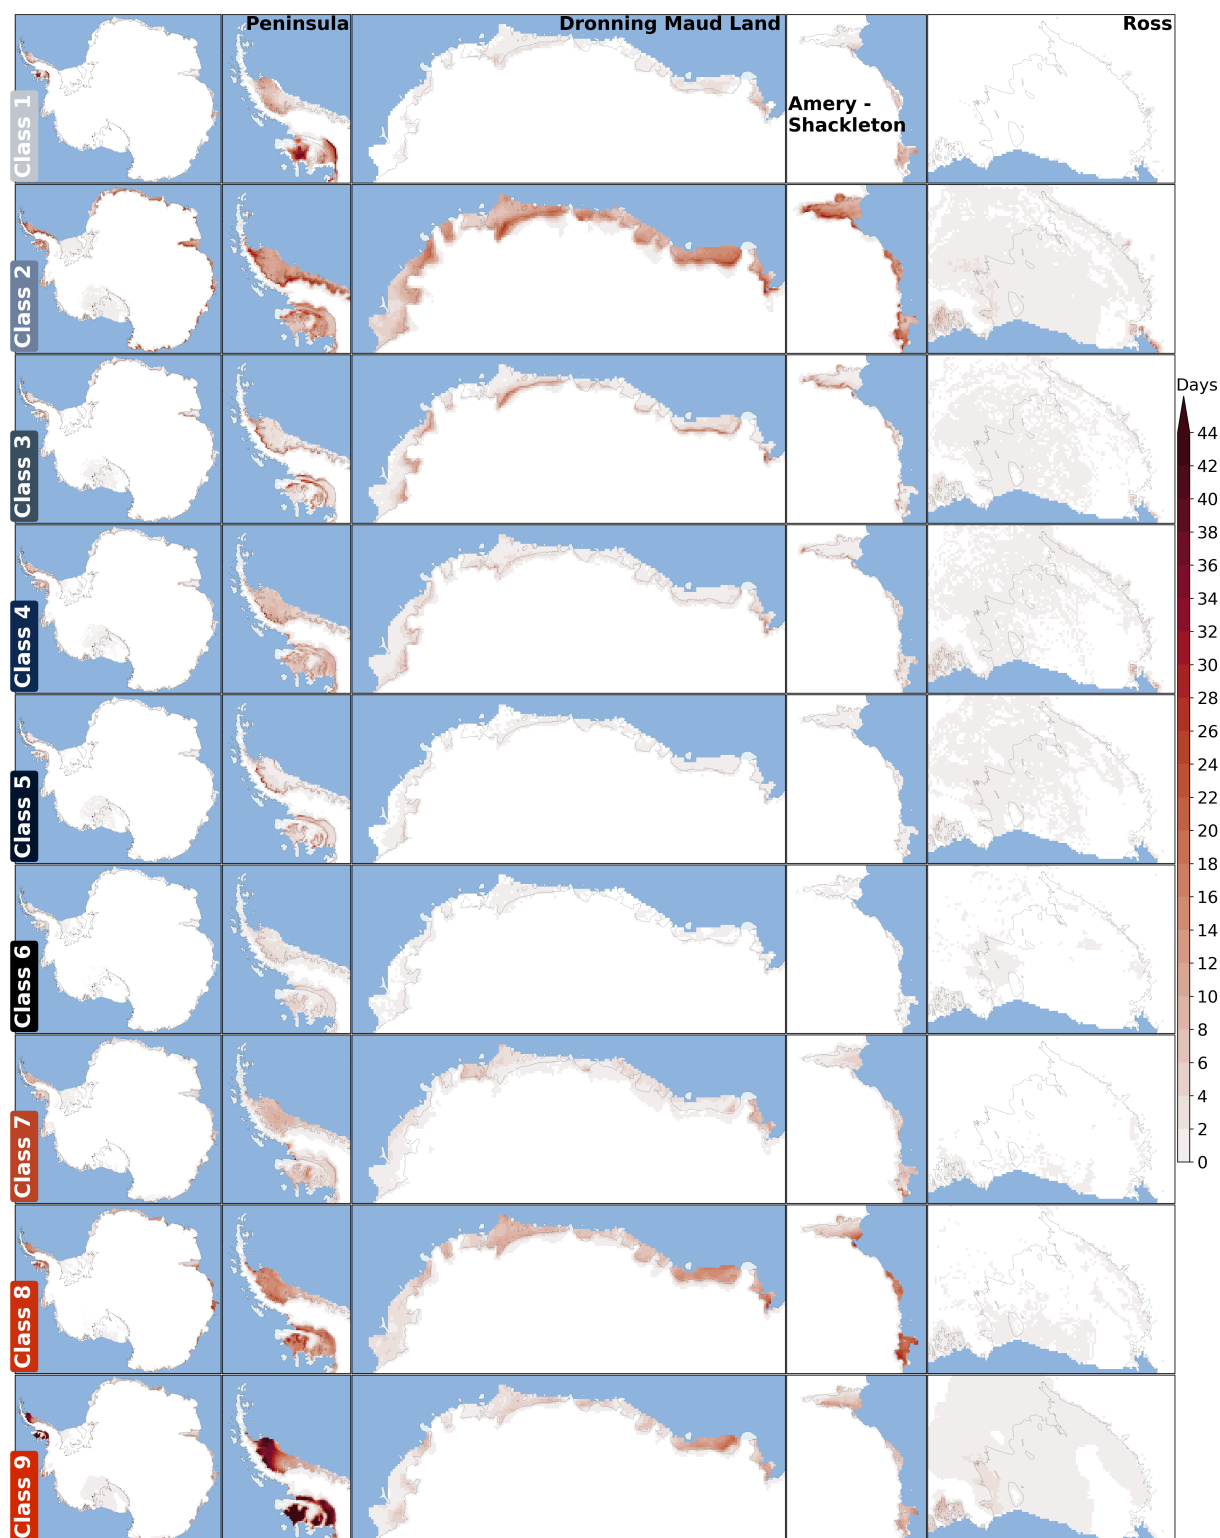 Peninsula
Dronning Maud Land
Ross
Amery -
Shackleton
Class 1
Class 2
Class 3
Class 4
Class 5
Class 6
Class 7
Class 8
Class 9
Days
44
42
40
38
36
34
32
30
28
26
24
22
20
18
16
14
12
10
8
6
4
2
0